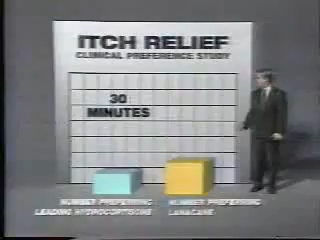 ITCH RELIEF
CLINICAL PREFERENCE STUDY
30
MINUTES
NUMBER PREFERRING
LEADING HYDROCORTISONE
NUMBER PREFERRING
LANACANE